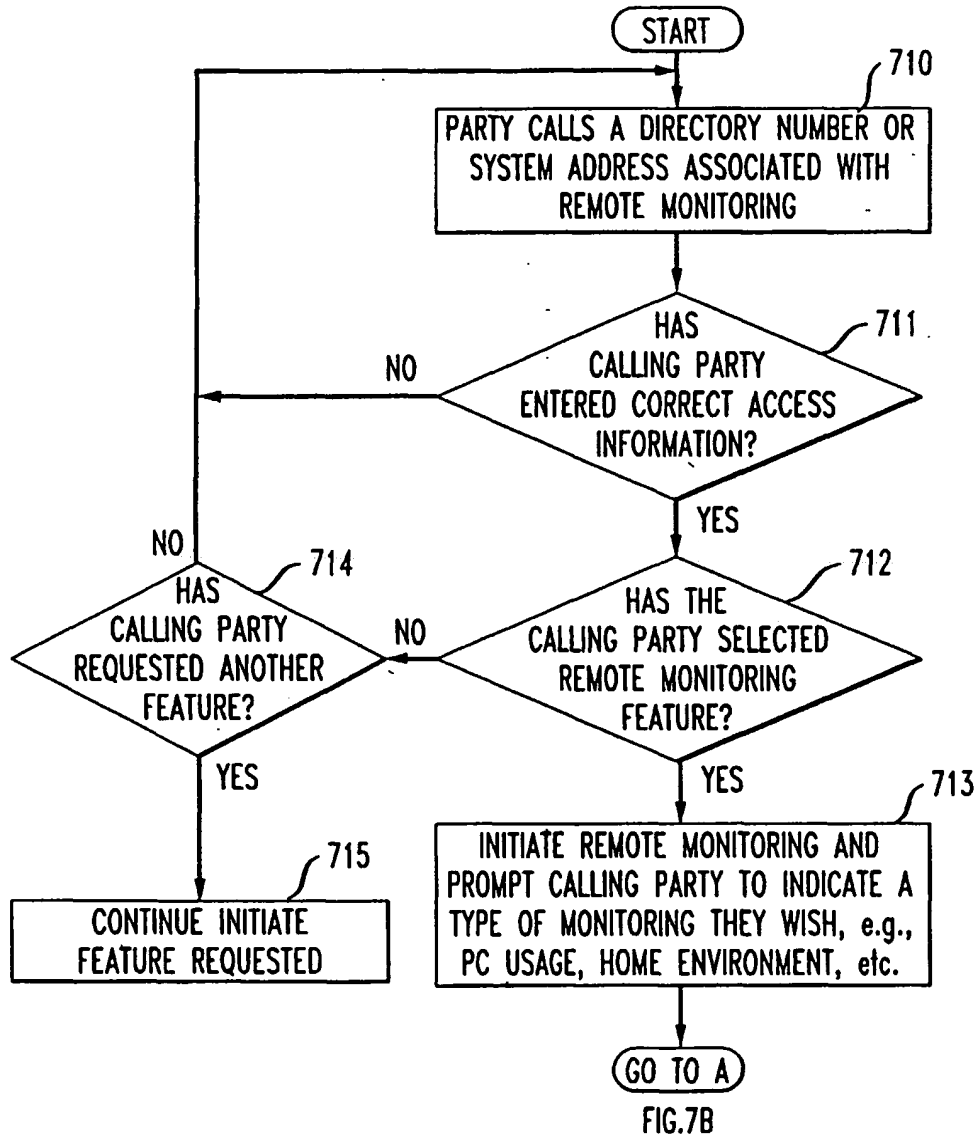 START
710
PARTY CALLS A DIRECTORY NUMBER OR
SYSTEM ADDRESS ASSOCIATED WITH
REMOTE MONITORING
711
HAS
CALLING PARTY
ENTERED CORRECT ACCESS
INFORMATION?
NO
YES
712
HAS THE
CALLING PARTY SELECTED
REMOTE MONITORING
FEATURE?
NO
YES
714
HAS
CALLING PARTY
REQUESTED ANOTHER
FEATURE?
NO
YES
715
CONTINUE INITIATE
FEATURE REQUESTED
713
INITIATE REMOTE MONITORING AND
PROMPT CALLING PARTY TO INDICATE A
TYPE OF MONITORING THEY WISH, e.g.,
PC USAGE, HOME ENVIRONMENT, etc.
GO TO A
FIG.7B